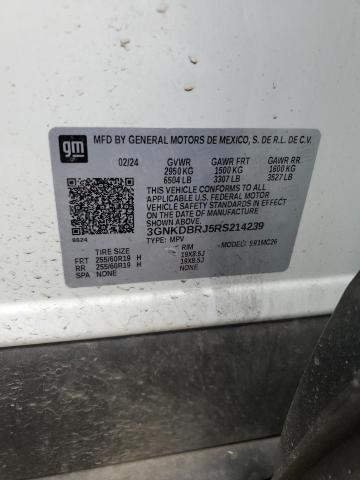 gm
MFD BY GENERAL MOTORS DE MEXICO, S. DE R.L. DE C.V.
02/24 GVWR GAWR FRT GAWR RR
2950 KG 1500 KG 1600 KG
6504 LB 3307 LB 3527 LB
THIS VEHICLE CONFORMS TO ALL
APPLICABLE U.S. FEDERAL MOTOR
VEHICLE SAFETY STANDARDS IN EFFECT
ON THE DATE OF MANUFACTURE SHOWN ABOVE.
3GNKDBRJ5RS214239
TYPE: MPV MODEL: 1MC26
TIRE SIZE RIM
FRT 255/60R19 H 19X8.5J
RR 255/60R19 H 19X8.5J
SPA NONE NONE